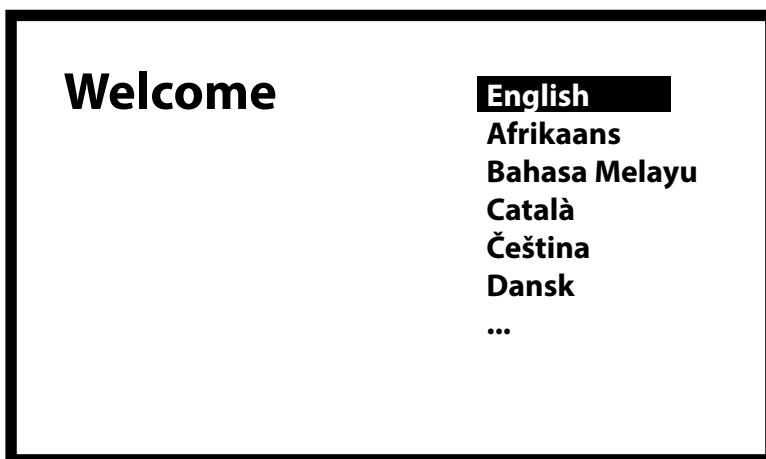 Welcome
English
Afrikaans
Bahasa Melayu
Català
Čeština
Dansk
...